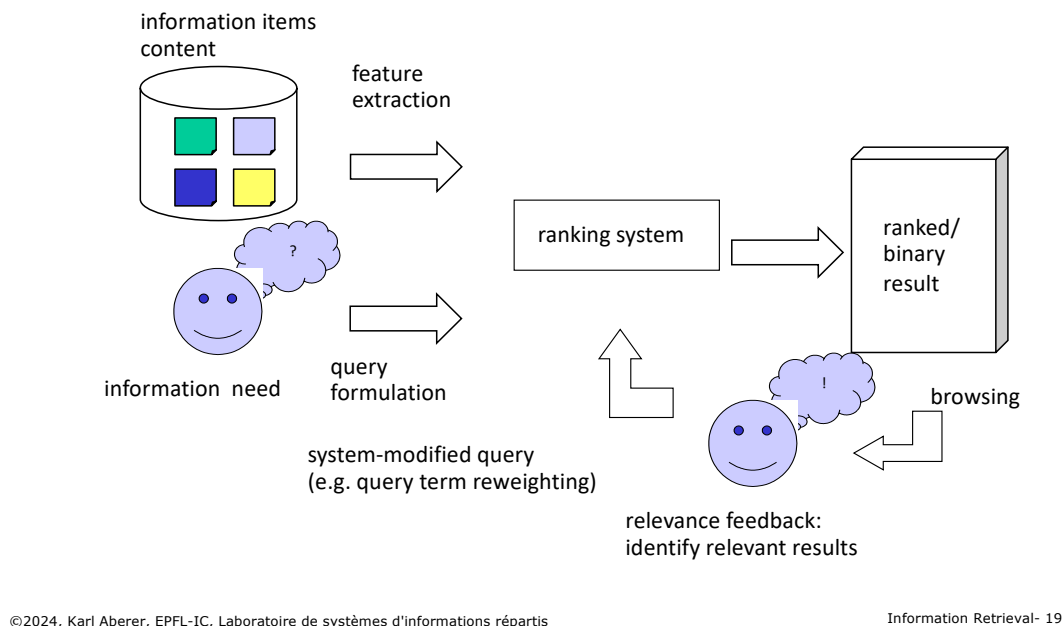 information items
content
feature
extraction
ranking system
ranked/
binary
result
?
information need
query
formulation
!
browsing
system-modified query
(e.g. query term reweighting)
relevance feedback:
identify relevant results
©2024, Karl Aberer, EPFL-IC, Laboratoire de systèmes d'informations répartis
Information Retrieval- 19